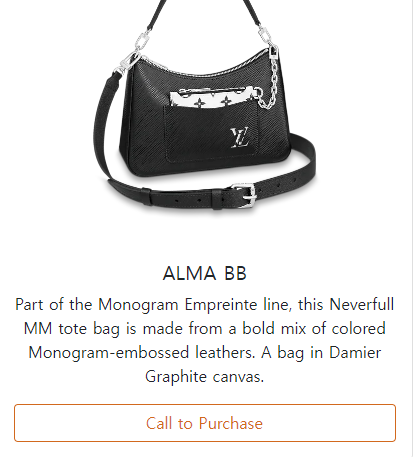 LV
ALMA BB
Part of the Monogram Empreinte line, this Neverfull
MM tote bag is made from a bold mix of colored
Monogram-embossed leathers. A bag in Damier
Graphite canvas.
Call to Purchase